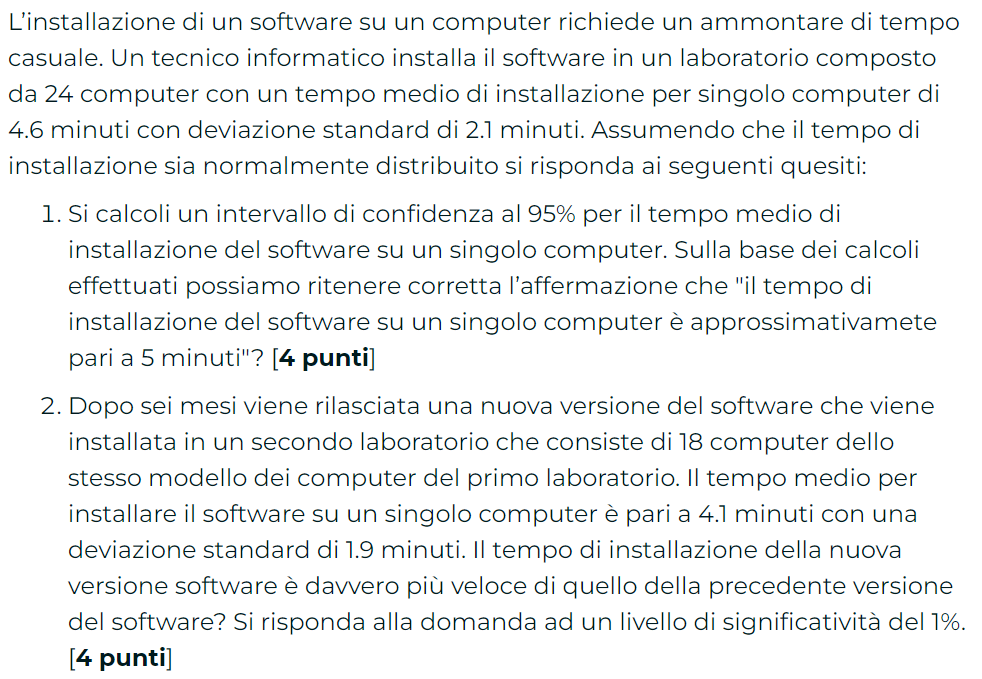 L'installazione di un software su un computer richiede un ammontare di tempo
casuale. Un tecnico informatico installa il software in un laboratorio composto
da 24 computer con un tempo medio di installazione per singolo computer di
4.6 minuti con deviazione standard di 2.1 minuti. Assumendo che il tempo di
installazione sia normalmente distribuito si risponda ai seguenti quesiti:
1. Si calcoli un intervallo di confidenza al 95% per il tempo medio di
installazione del software su un singolo computer. Sulla base dei calcoli
effettuati possiamo ritenere corretta l'affermazione che "il tempo di
installazione del software su un singolo computer è approssimativamete
pari a 5 minuti"? [4 punti]
2. Dopo sei mesi viene rilasciata una nuova versione del software che viene
installata in un secondo laboratorio che consiste di 18 computer dello
stesso modello dei computer del primo laboratorio. Il tempo medio per
installare il software su un singolo computer è pari a 4.1 minuti con una
deviazione standard di 1.9 minuti. Il tempo di installazione della nuova
versione software è davvero più veloce di quello della precedente versione
del software? Si risponda alla domanda ad un livello di significatività del 1%.
[4 punti]